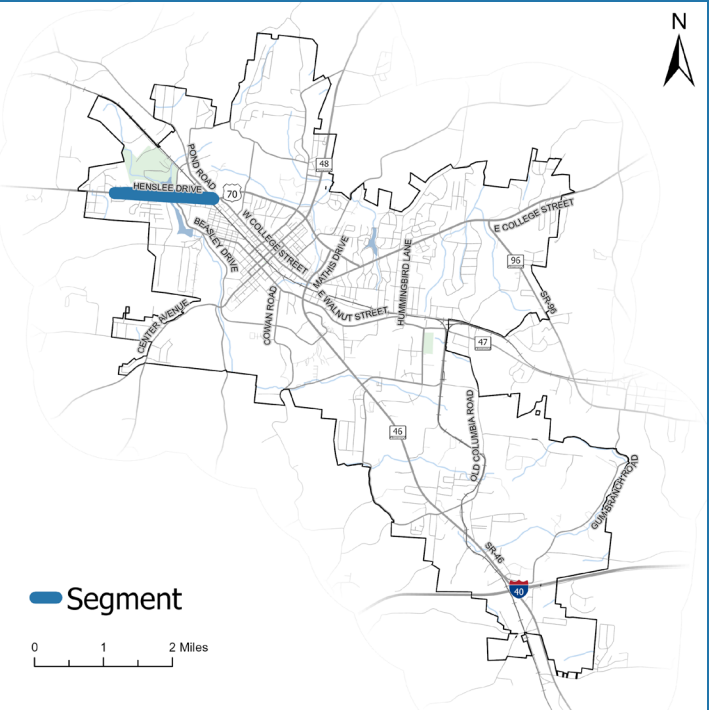 N
48
POND ROAD
HENSLEE DRIVE
70
W COLLEGE STREET
E COLLEGE STREET
BEASLEY DRIVE
MATHIS DRIVE
HUMMINGBIRD LANE
96
SR-96
COWAN ROAD
E WALNUT STREET
CENTER AVENUE
47
OLD COLUMBIA ROAD
46
GUM BRANCH ROAD
SR-46
40
Segment
0 1 2 Miles